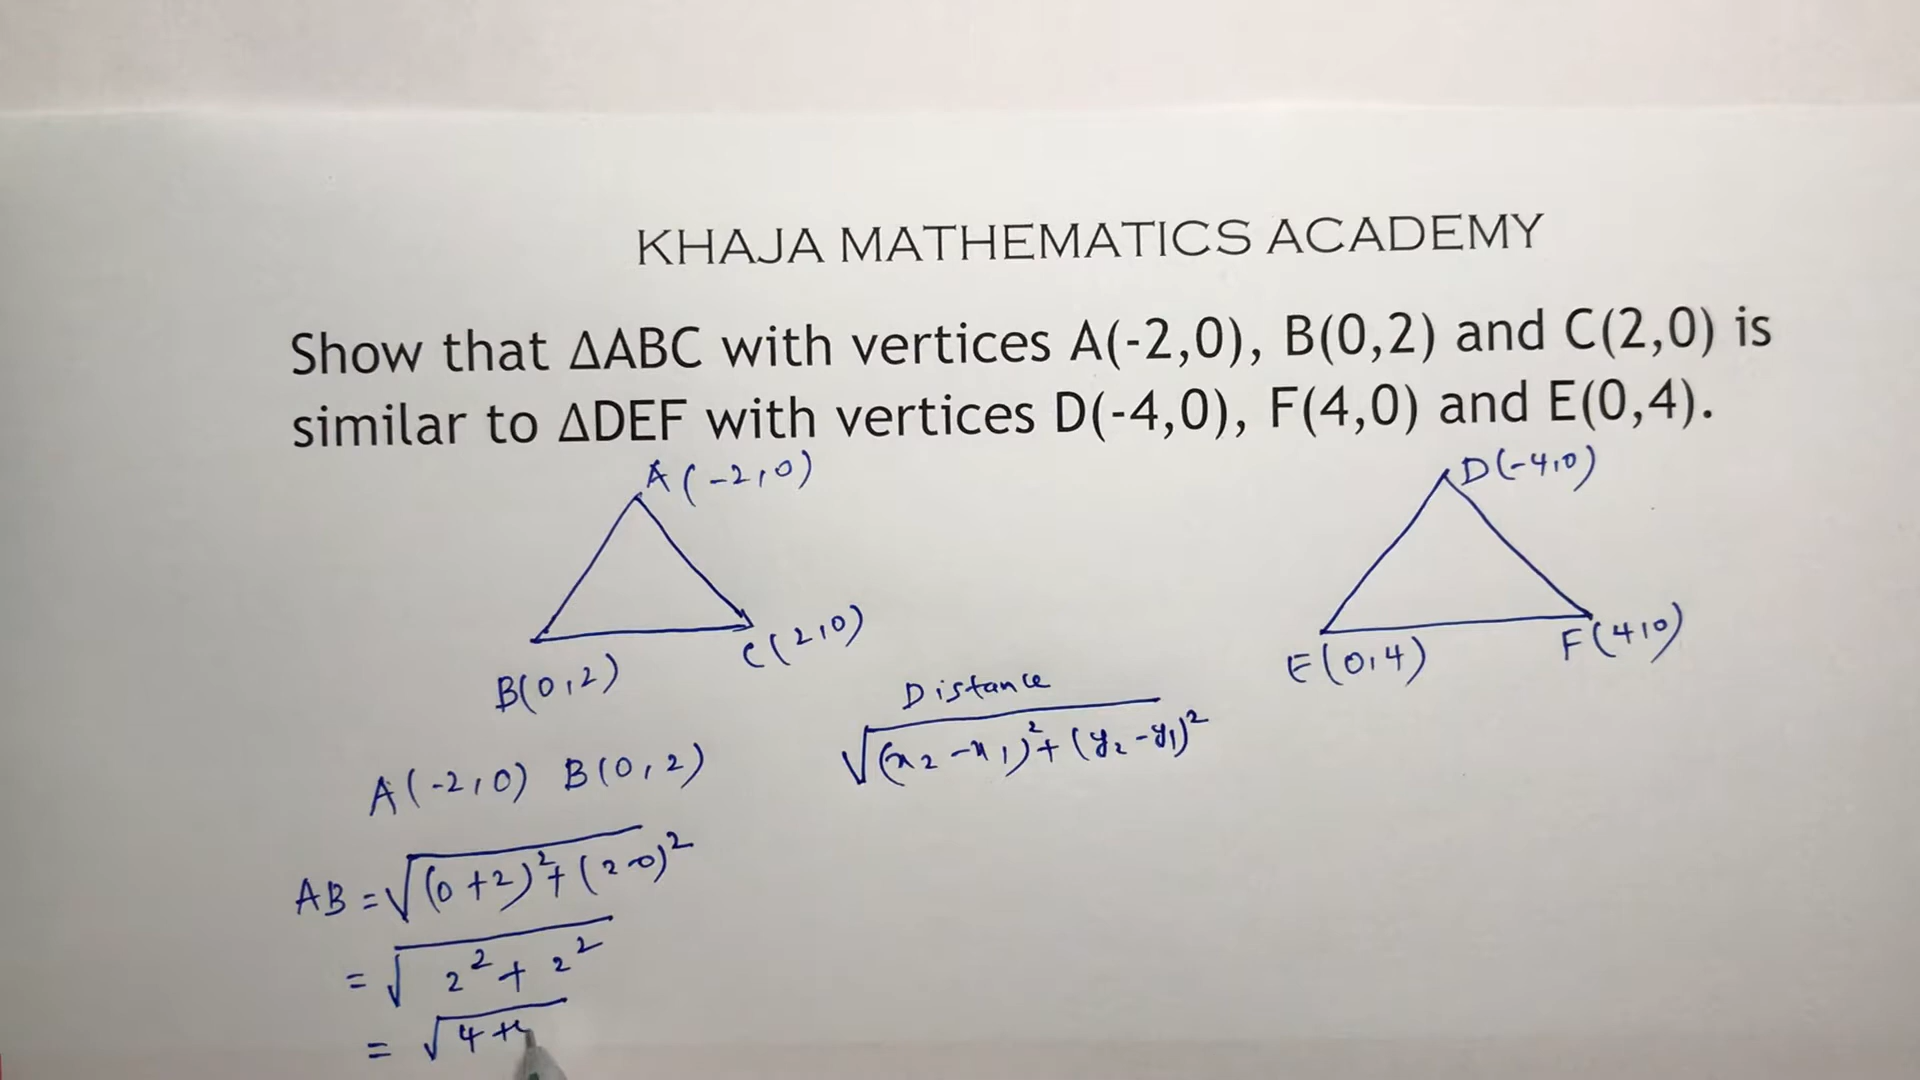 KHAJA MATHEMATICS ACADEMY
Show that ΔABC with vertices A(-2,0), B(0,2) and C(2,0) is
similar to ΔDEF with vertices D(-4,0), F(4,0) and E(0,4).
A(-2,0)
D(-4,0)
B(0,2)
C(2,0)
E(0,4)
F(4,0)
Distance
√(x₂-x₁)²+(y₂-y₁)²
A(-2,0) B(0,2)
AB=√(0+2)²+(2-0)²
=√2²+2²
=√4+4